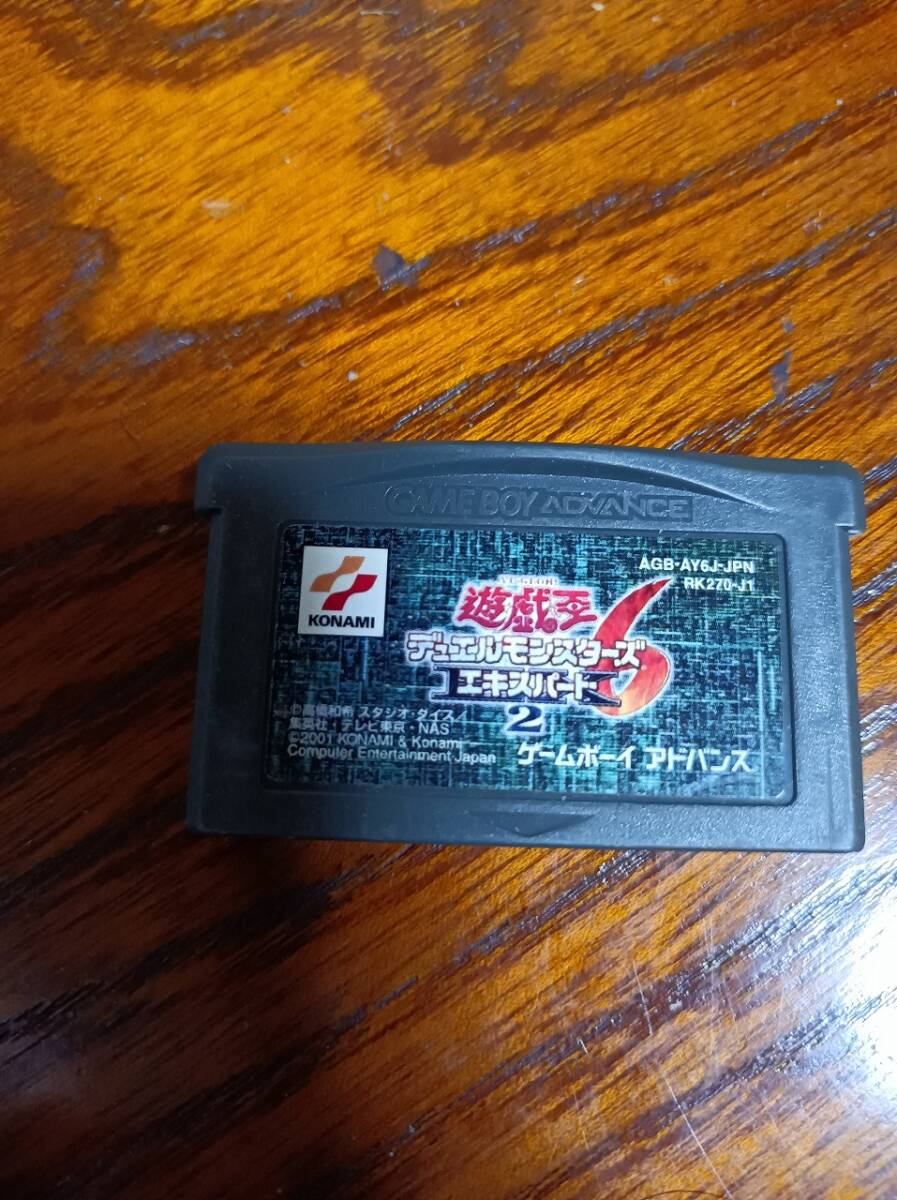 GAME BOY ADVANCE
KONAMI
AGB-AY6J-JPN
RK270-J1
YU-GI-OH!
遊戯王
デュエルモンスターズ6
エキスパート
2
©高橋和希 スタジオ・ダイス/
集英社・テレビ東京・NAS
©2001 KONAMI & Konami
Computer Entertainment Japan
ゲームボーイ アドバンス